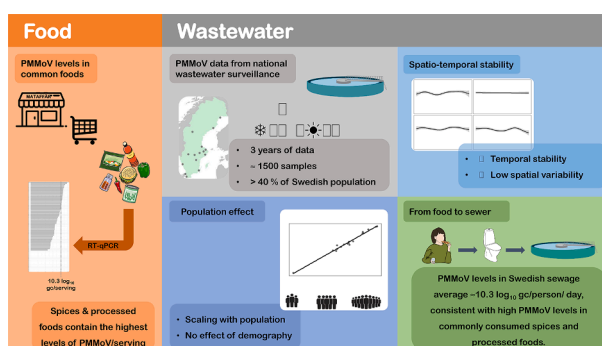 Food
PMMoV levels in
common foods
MATAFFÄR
RT-qPCR
10.3 log10
gc/serving
Spices & processed
foods contain the highest
levels of PMMoV/serving
Wastewater
PMMoV data from national
wastewater surveillance
• 3 years of data
• ≈ 1500 samples
• > 40 % of Swedish population
Spatio-temporal stability
• Temporal stability
• Low spatial variability
Population effect
• Scaling with population
• No effect of demography
From food to sewer
PMMoV levels in Swedish sewage
average ~10.3 log10 gc/person/ day,
consistent with high PMMoV levels in
commonly consumed spices and
processed foods.